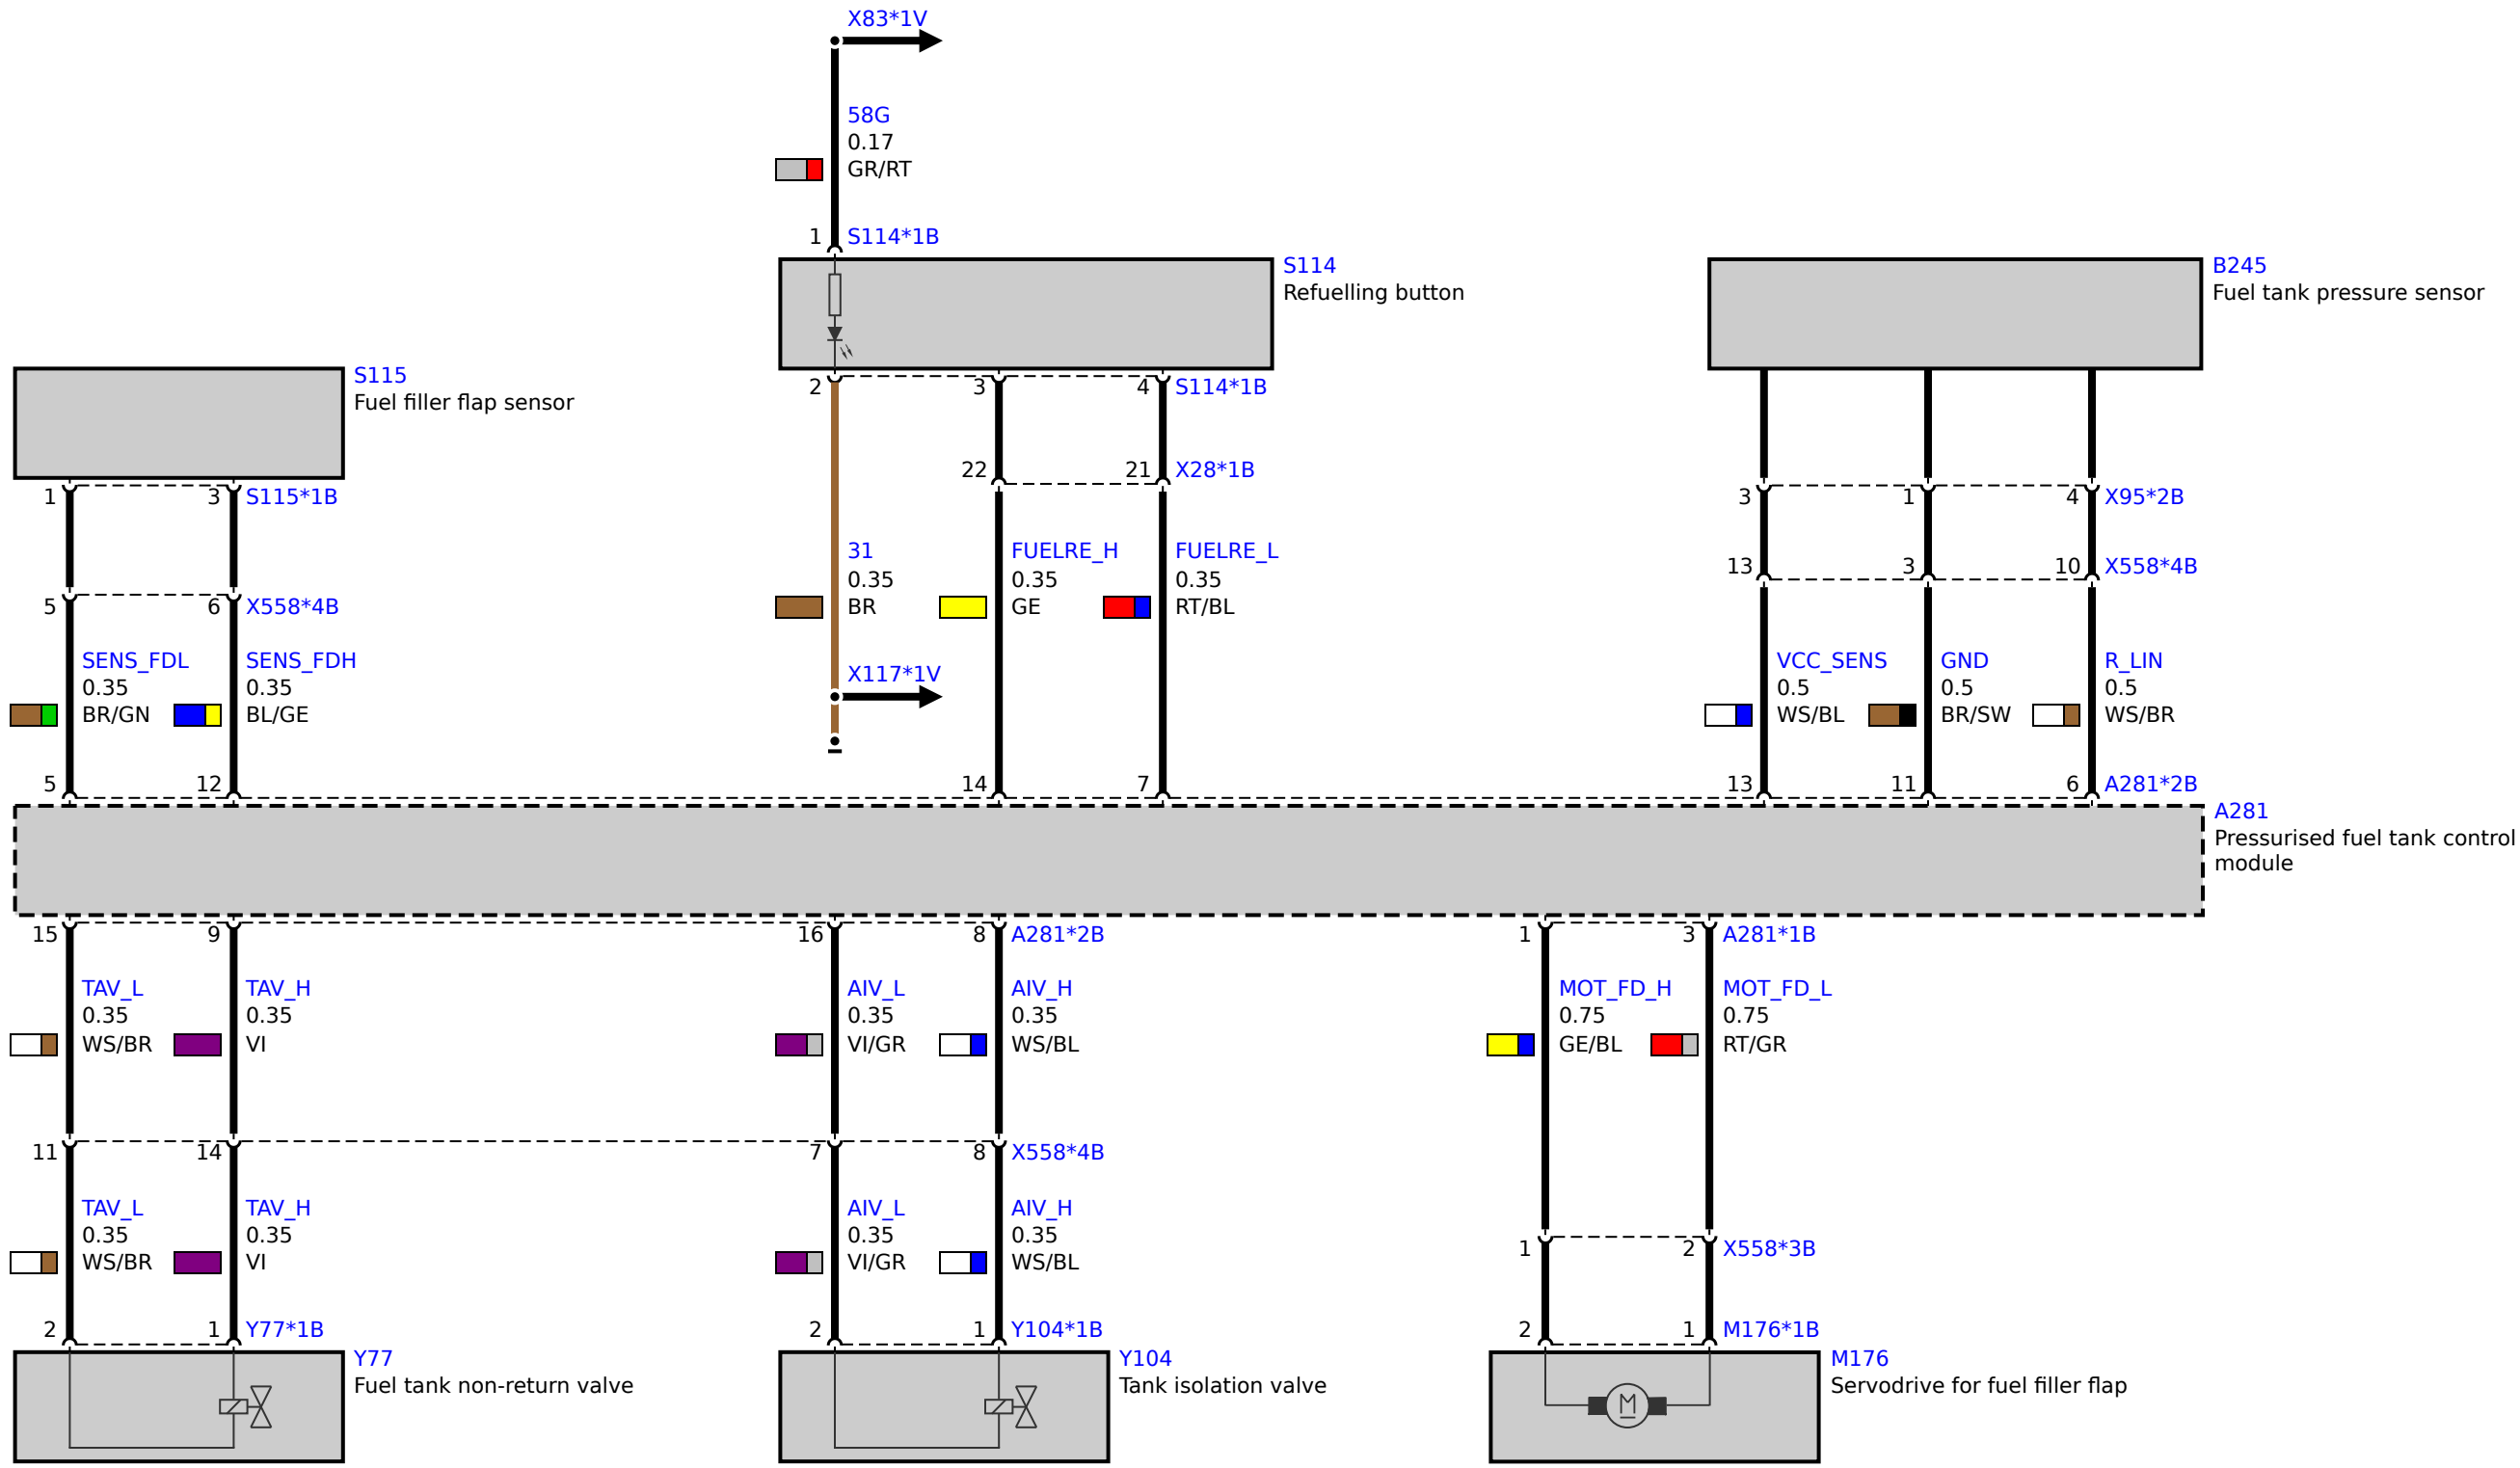 X83*1V
58G
0.17
GR/RT
1 S114*1B
S114
Refuelling button
B245
Fuel tank pressure sensor
S115
Fuel filler flap sensor
2 3 4 S114*1B
22 21 X28*1B
1 3 S115*1B
3 1 4 X95*2B
31 FUELRE_H FUELRE_L
0.35 0.35 0.35
BR GE RT/BL
13 3 10 X558*4B
5 6 X558*4B
SENS_FDL SENS_FDH
0.35 0.35
BR/GN BL/GE
X117*1V
VCC_SENS GND R_LIN
0.5 0.5 0.5
WS/BL BR/SW WS/BR
5 12 14 7 13 11 6 A281*2B
A281
Pressurised fuel tank control
module
15 9 16 8 A281*2B 1 3 A281*1B
TAV_L TAV_H AIV_L AIV_H MOT_FD_H MOT_FD_L
0.35 0.35 0.35 0.35 0.75 0.75
WS/BR VI VI/GR WS/BL GE/BL RT/GR
11 14 7 8 X558*4B
TAV_L TAV_H AIV_L AIV_H
0.35 0.35 0.35 0.35
WS/BR VI VI/GR WS/BL
1 2 X558*3B
2 1 Y77*1B 2 1 Y104*1B 2 1 M176*1B
Y77
Fuel tank non-return valve
Y104
Tank isolation valve
M176
Servodrive for fuel filler flap
M